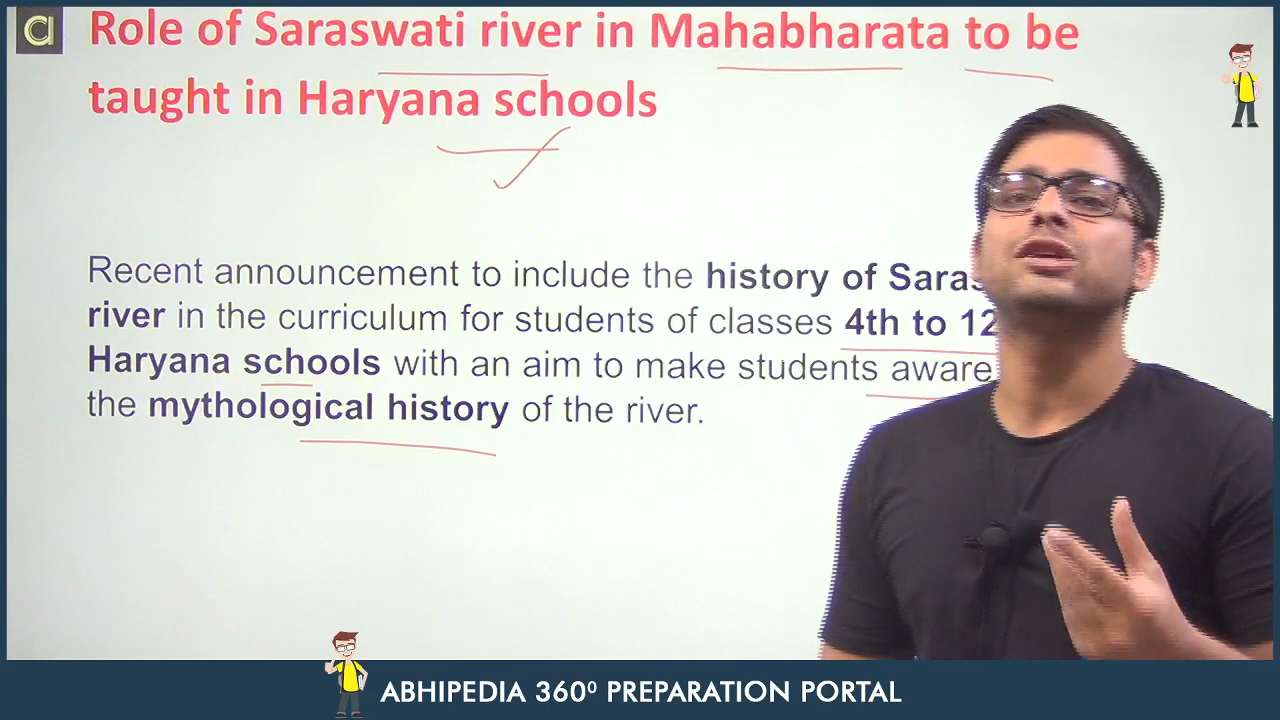 a
Role of Saraswati river in Mahabharata to be
taught in Haryana schools
Recent announcement to include the history of Saras
river in the curriculum for students of classes 4th to 12
Haryana schools with an aim to make students aware
the mythological history of the river.
ABHIPEDIA 360⁰ PREPARATION PORTAL